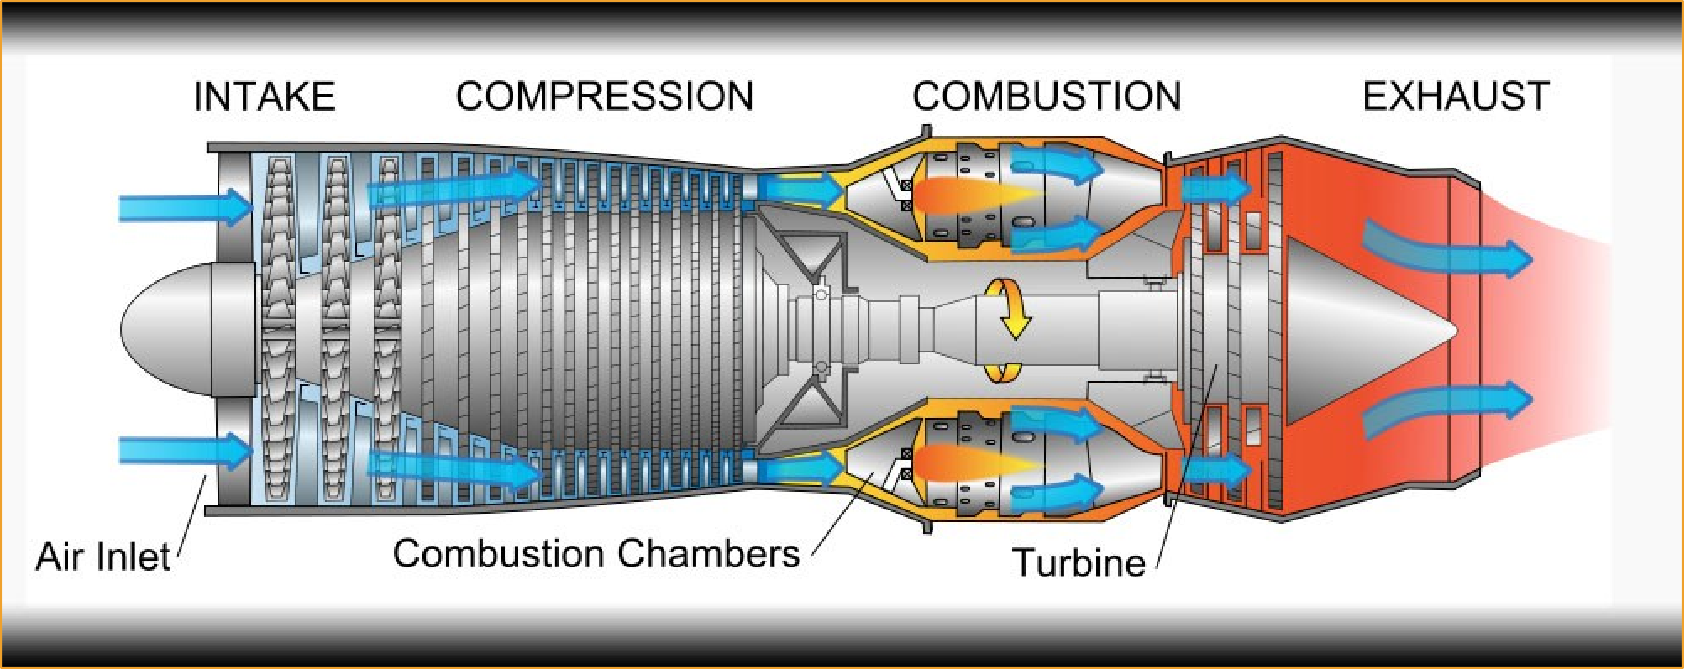 INTAKE
COMPRESSION
COMBUSTION
EXHAUST
Air Inlet
Combustion Chambers
Turbine